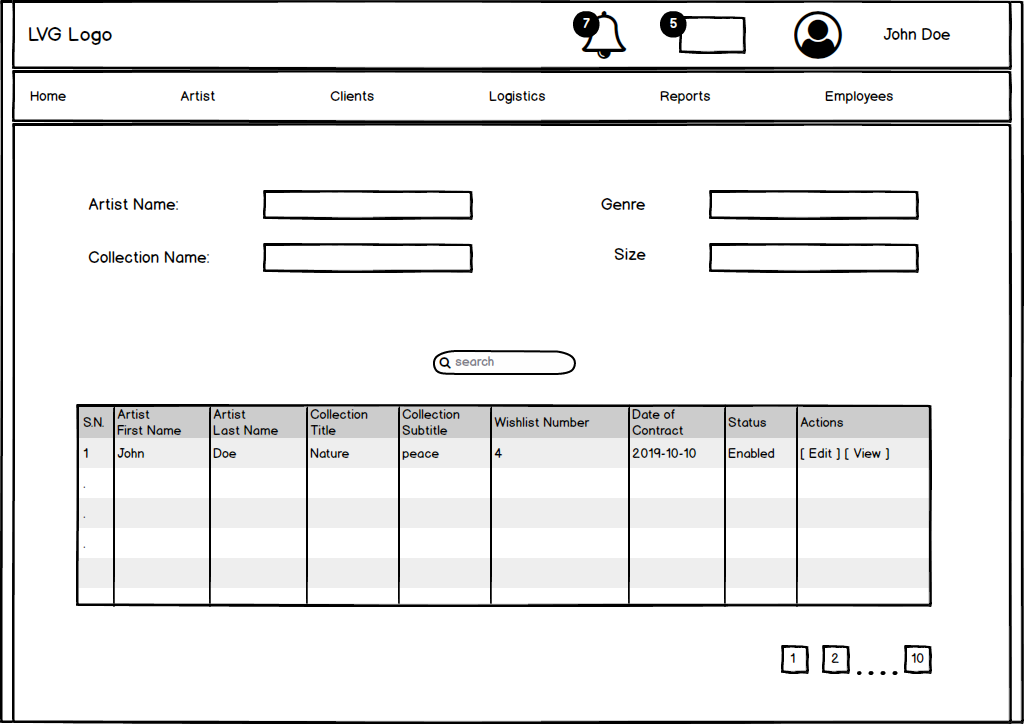 LVG Logo
7
5
John Doe
Home Artist Clients Logistics Reports Employees
Artist Name:
Genre
Collection Name:
Size
search
S.N. Artist First Name Artist Last Name Collection Title Collection Subtitle Wishlist Number Date of Contract Status Actions
1 John Doe Nature peace 4 2019-10-10 Enabled [ Edit ] [ View ]
.
.
.
1 2 .... 10